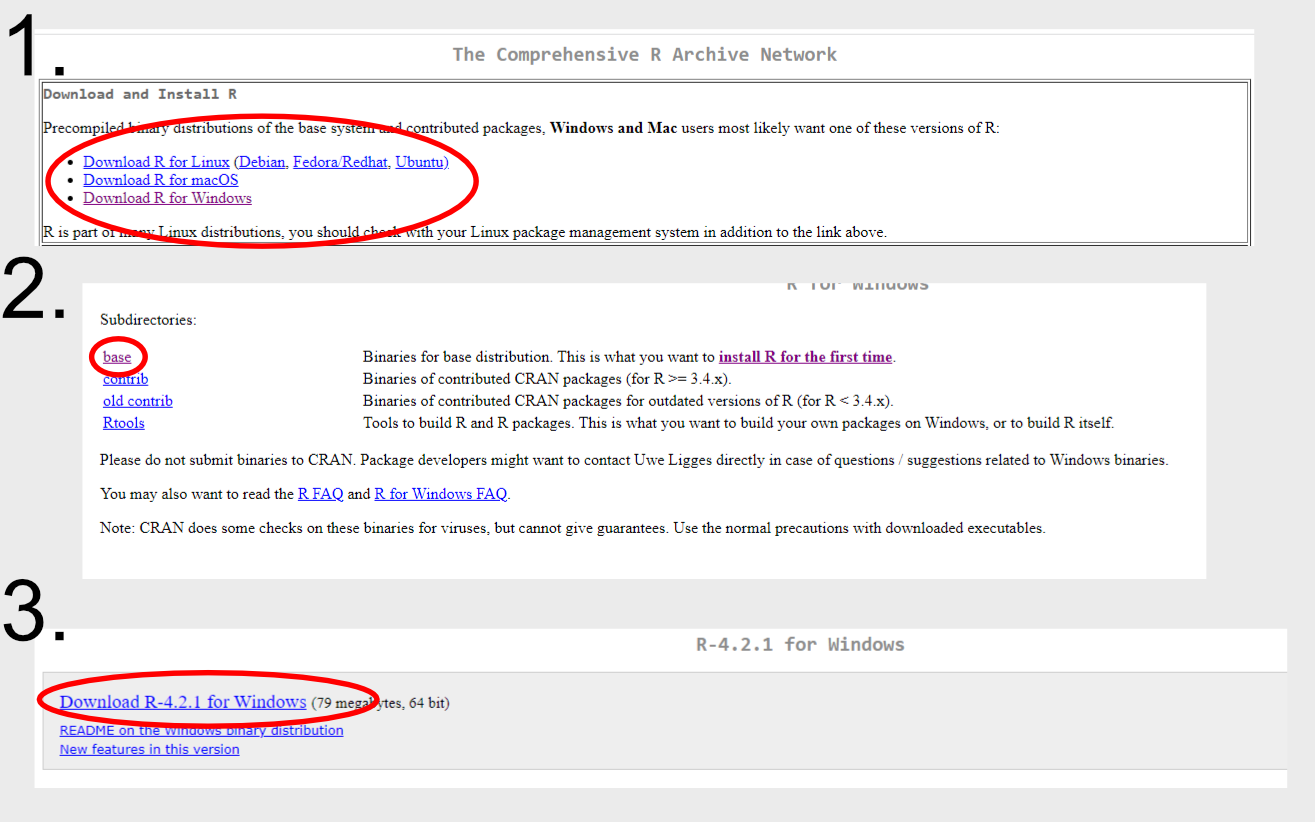 1.
The Comprehensive R Archive Network
Download and Install R
Precompiled binary distributions of the base system and contributed packages, Windows and Mac users most likely want one of these versions of R:
• Download R for Linux (Debian, Fedora/Redhat, Ubuntu)
• Download R for macOS
• Download R for Windows
R is part of many Linux distributions, you should check with your Linux package management system in addition to the link above.
2.
R for Windows
Subdirectories:
base Binaries for base distribution. This is what you want to install R for the first time.
contrib Binaries of contributed CRAN packages (for R >= 3.4.x).
old contrib Binaries of contributed CRAN packages for outdated versions of R (for R < 3.4.x).
Rtools Tools to build R and R packages. This is what you want to build your own packages on Windows, or to build R itself.
Please do not submit binaries to CRAN. Package developers might want to contact Uwe Ligges directly in case of questions / suggestions related to Windows binaries.
You may also want to read the R FAQ and R for Windows FAQ.
Note: CRAN does some checks on these binaries for viruses, but cannot give guarantees. Use the normal precautions with downloaded executables.
3.
R-4.2.1 for Windows
Download R-4.2.1 for Windows (79 megabytes, 64 bit)
README on the Windows binary distribution
New features in this version